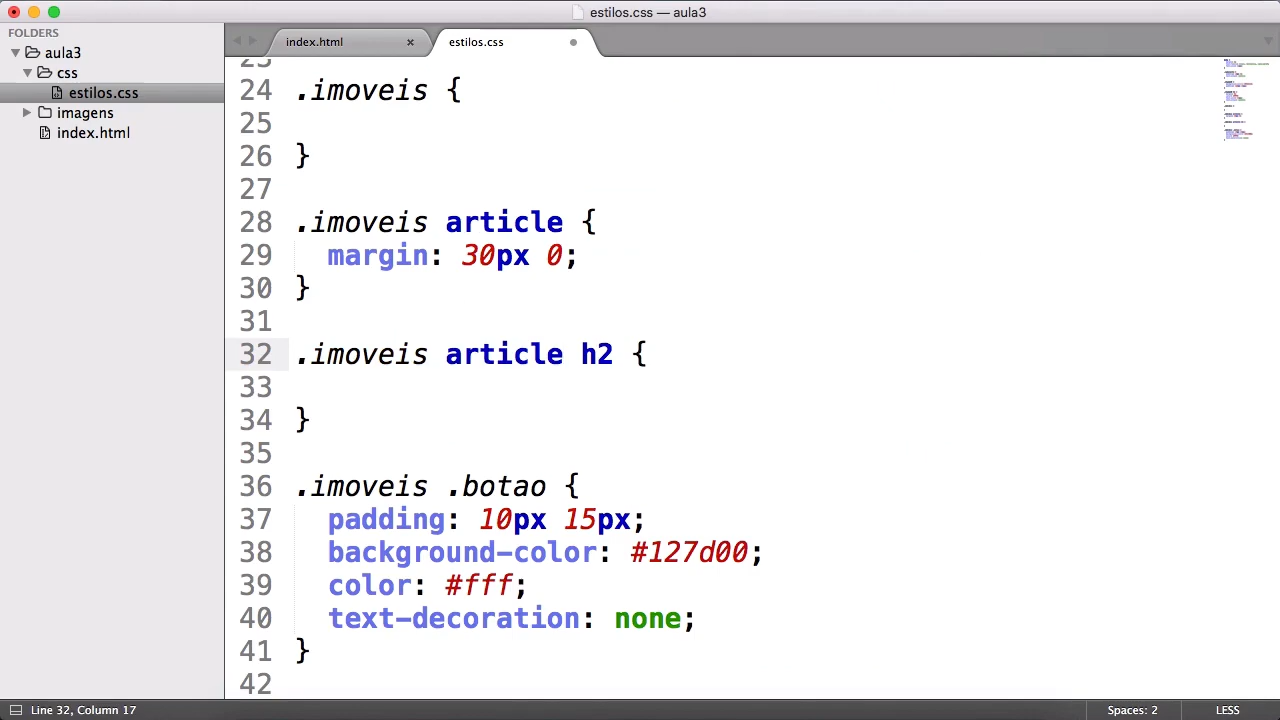 estilos.css — aula3
FOLDERS
aula3
css
estilos.css
imagens
index.html
index.html
estilos.css
23
24 .imoveis {
25
26 }
27
28 .imoveis article {
29 margin: 30px 0;
30 }
31
32 .imoveis article h2 {
33
34 }
35
36 .imoveis .botao {
37 padding: 10px 15px;
38 background-color: #127d00;
39 color: #fff;
40 text-decoration: none;
41 }
42
Line 32, Column 17
Spaces: 2
LESS